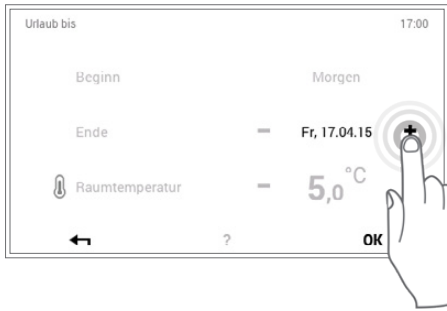 Urlaub bis 17:00
Beginn Morgen
Ende − Fr, 17.04.15 +
Raumtemperatur − 5,0 °C
? OK